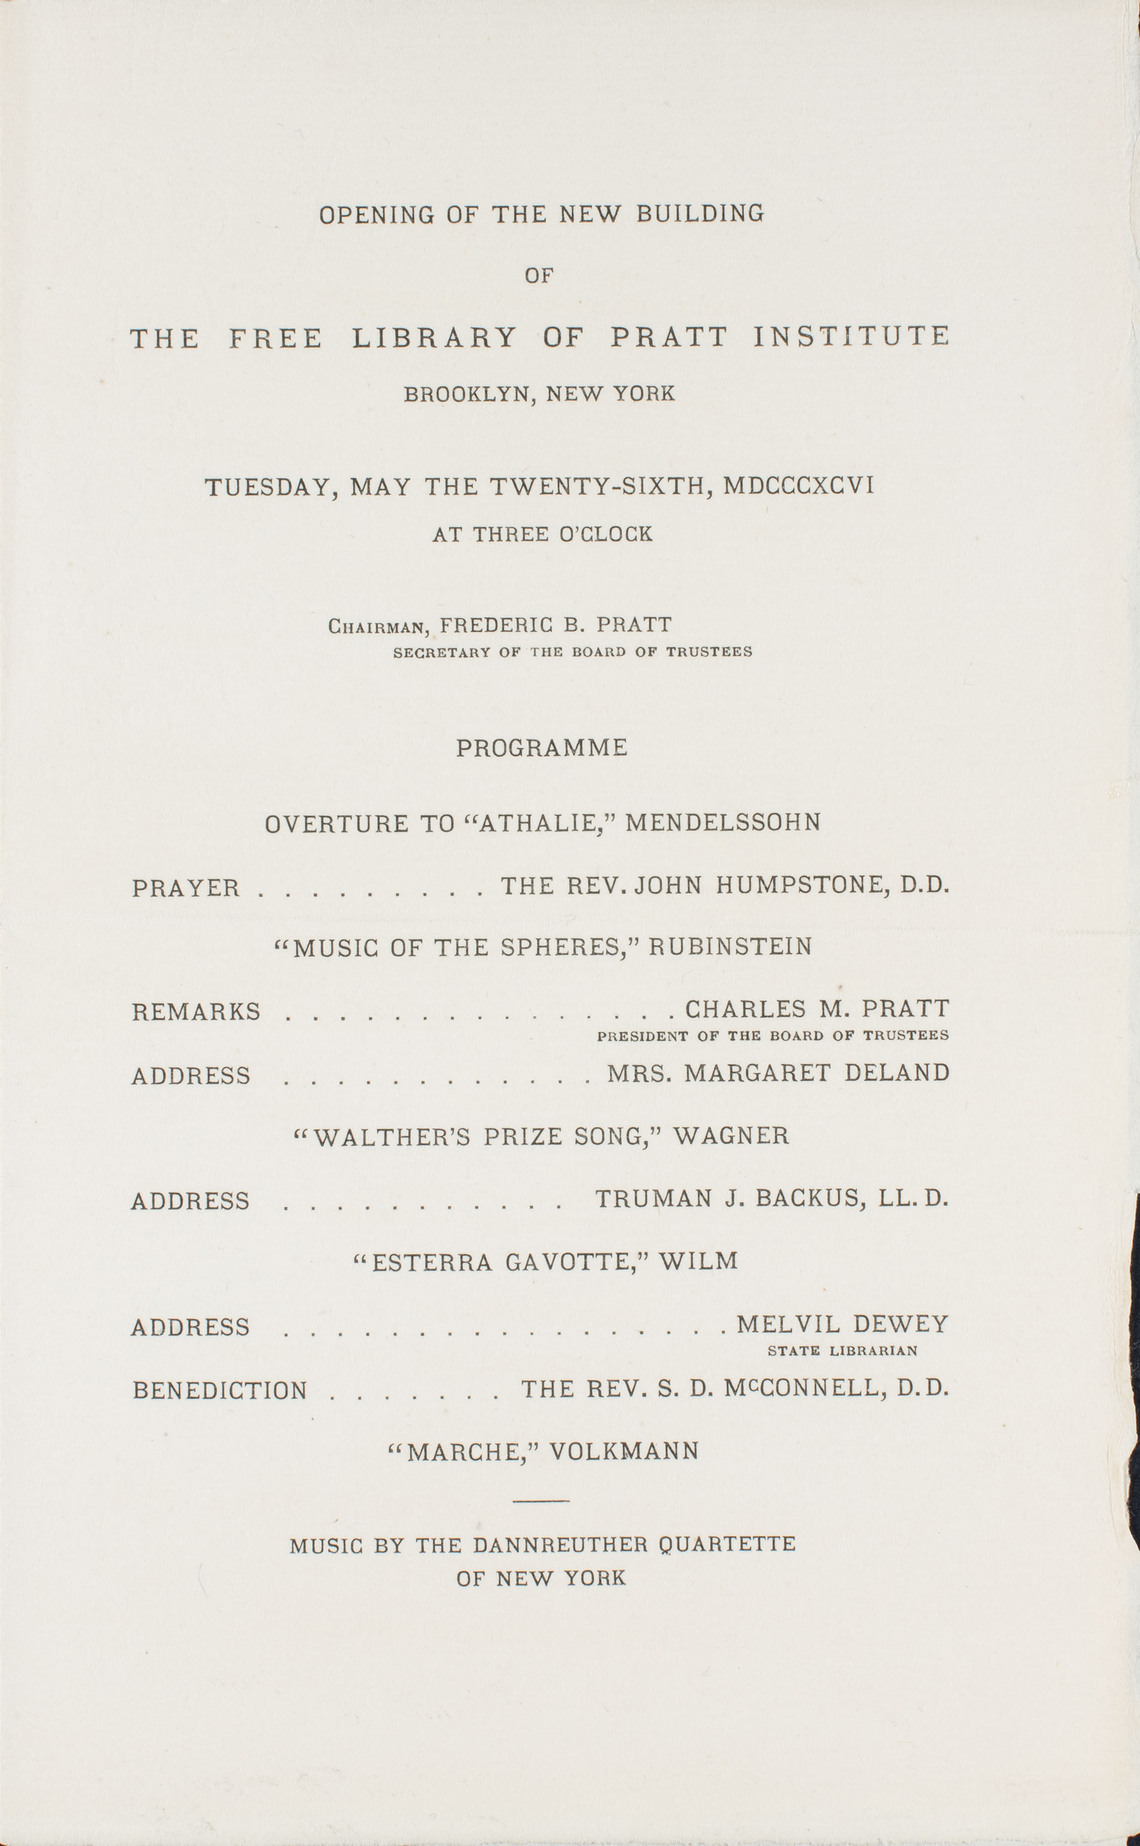 OPENING OF THE NEW BUILDING
OF
THE FREE LIBRARY OF PRATT INSTITUTE
BROOKLYN, NEW YORK
TUESDAY, MAY THE TWENTY-SIXTH, MDCCCXCVI
AT THREE O'CLOCK
CHAIRMAN, FREDERIC B. PRATT
SECRETARY OF THE BOARD OF TRUSTEES
PROGRAMME
OVERTURE TO “ATHALIE,” MENDELSSOHN
PRAYER . . . . . . . . . THE REV. JOHN HUMPSTONE, D.D.
“MUSIC OF THE SPHERES,” RUBINSTEIN
REMARKS . . . . . . . . . . . . . . . CHARLES M. PRATT
PRESIDENT OF THE BOARD OF TRUSTEES
ADDRESS . . . . . . . . . . . . MRS. MARGARET DELAND
“WALTHER’S PRIZE SONG,” WAGNER
ADDRESS . . . . . . . . . . . TRUMAN J. BACKUS, LL. D.
“ESTERRA GAVOTTE,” WILM
ADDRESS . . . . . . . . . . . . . . . . . MELVIL DEWEY
STATE LIBRARIAN
BENEDICTION . . . . . . . THE REV. S. D. McCONNELL, D.D.
“MARCHE,” VOLKMANN
MUSIC BY THE DANNREUTHER QUARTETTE
OF NEW YORK